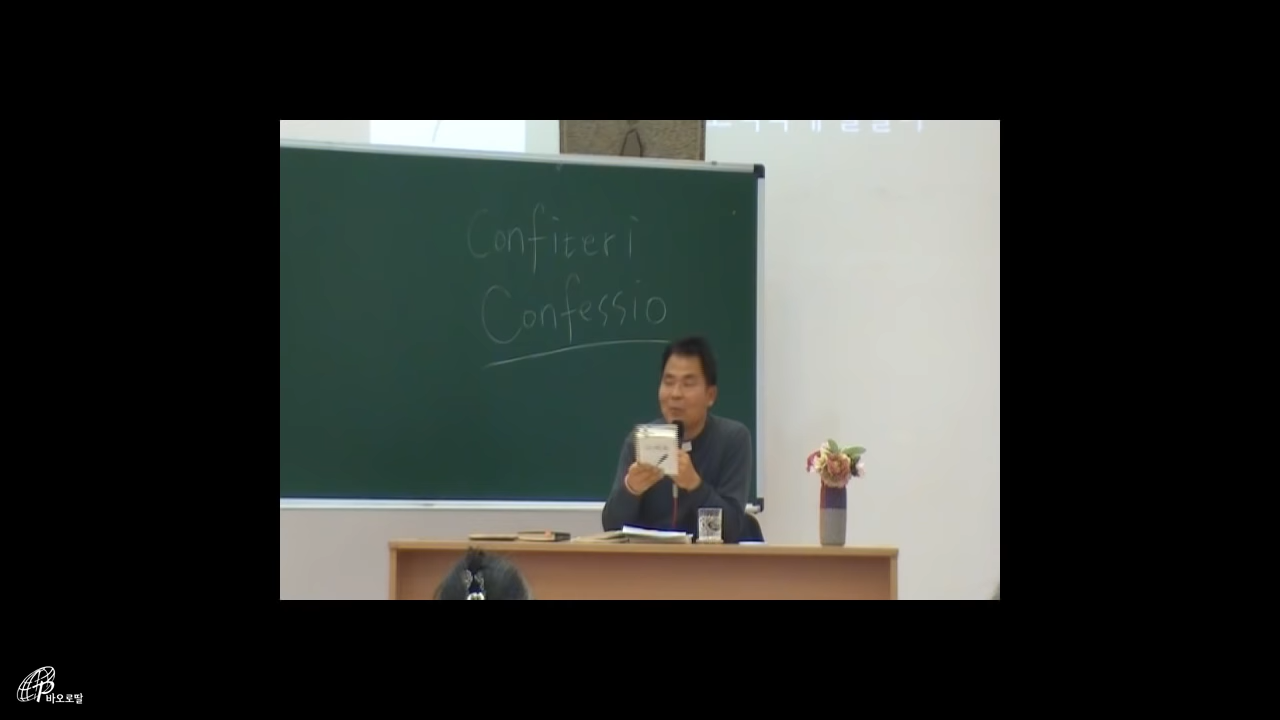 Confiteri
Confessio
바오로딸